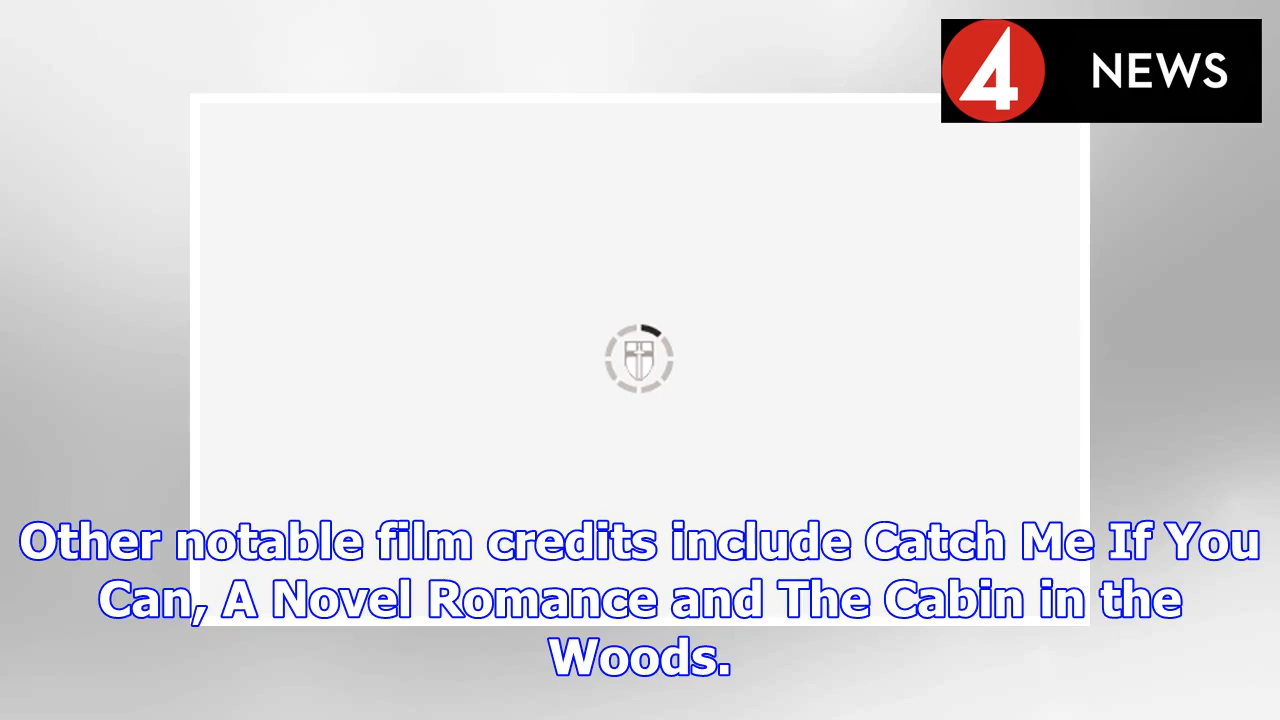 4 NEWS
Other notable film credits include Catch Me If You
Can, A Novel Romance and The Cabin in the
Woods.